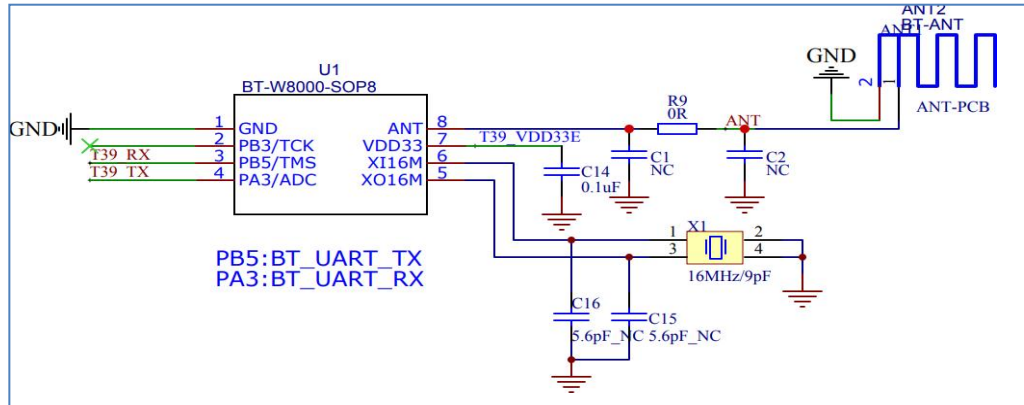 ANT2
BT-ANT
ANT1
GND
2
1
ANT-PCB
U1
BT-W8000-SOP8
GND
1 GND ANT 8
2 PB3/TCK VDD33 7
3 PB5/TMS XI16M 6
4 PA3/ADC XO16M 5
T39_RX
T39_TX
T39_VDD33E
R9
0R
ANT
C1
NC
C2
NC
C14
0.1uF
X1
1 2
3 4
16MHz/9pF
PB5:BT_UART_TX
PA3:BT_UART_RX
C16
5.6pF_NC
C15
5.6pF_NC